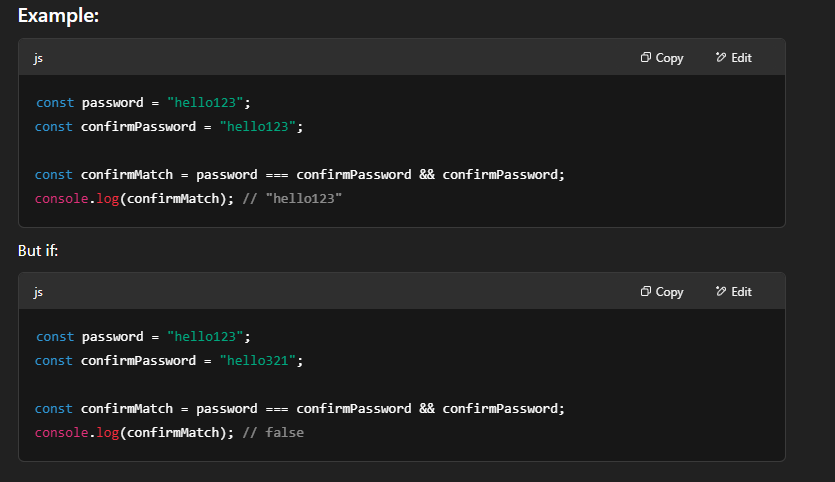 Example:
js
Copy
Edit
const password = "hello123";
const confirmPassword = "hello123";
const confirmMatch = password === confirmPassword && confirmPassword;
console.log(confirmMatch); // "hello123"
But if:
js
Copy
Edit
const password = "hello123";
const confirmPassword = "hello321";
const confirmMatch = password === confirmPassword && confirmPassword;
console.log(confirmMatch); // false